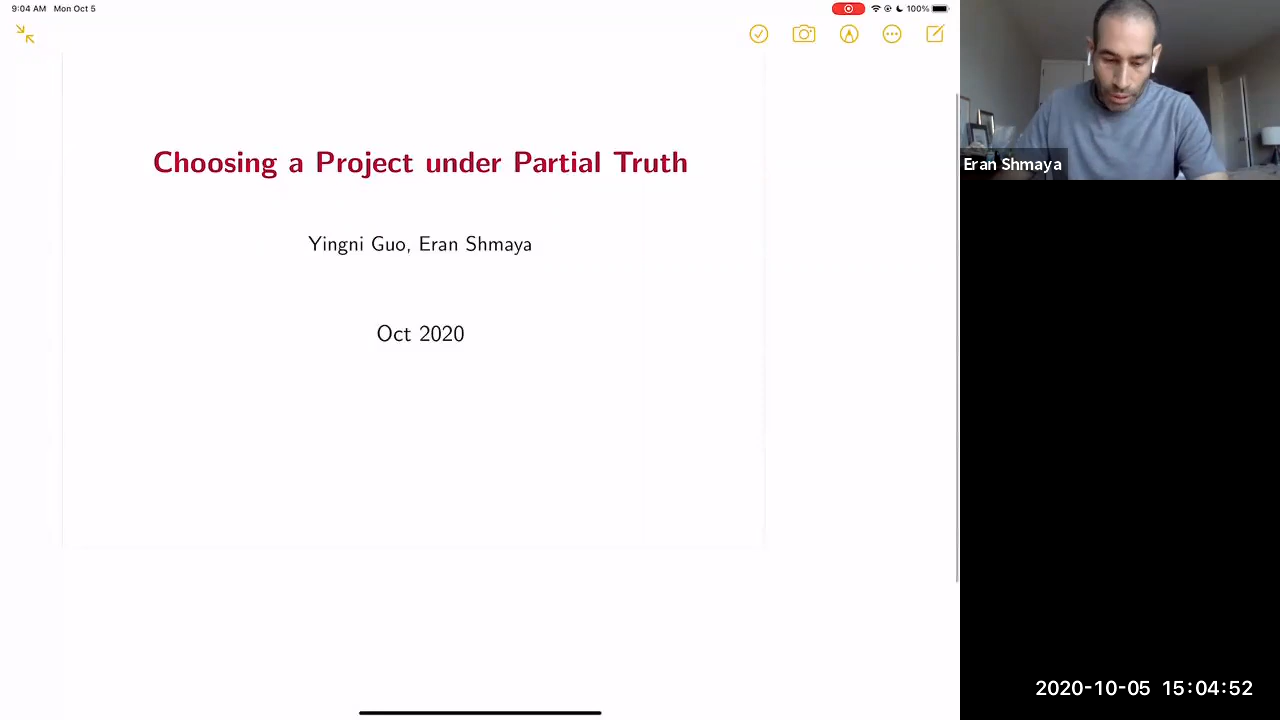 9:04 AM Mon Oct 5
100%
Choosing a Project under Partial Truth
Yingni Guo, Eran Shmaya
Oct 2020
Eran Shmaya
2020-10-05 15:04:52